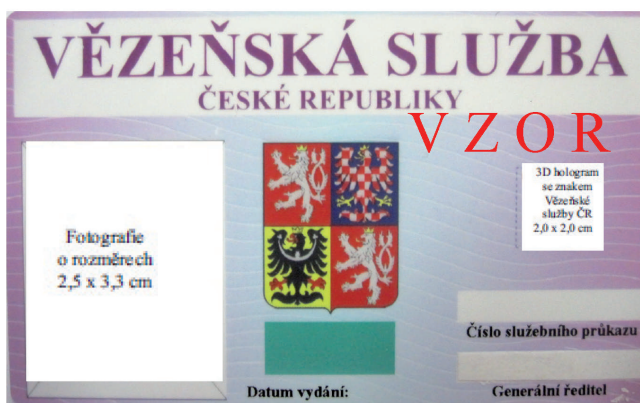 VĚZEŇSKÁ SLUŽBA
ČESKÉ REPUBLIKY
VZOR
Fotografie
o rozměrech
2,5 x 3,3 cm
3D hologram
se znakem
Vězeňské
služby ČR
2,0 x 2,0 cm
Číslo služebního průkazu
Datum vydání:
Generální ředitel